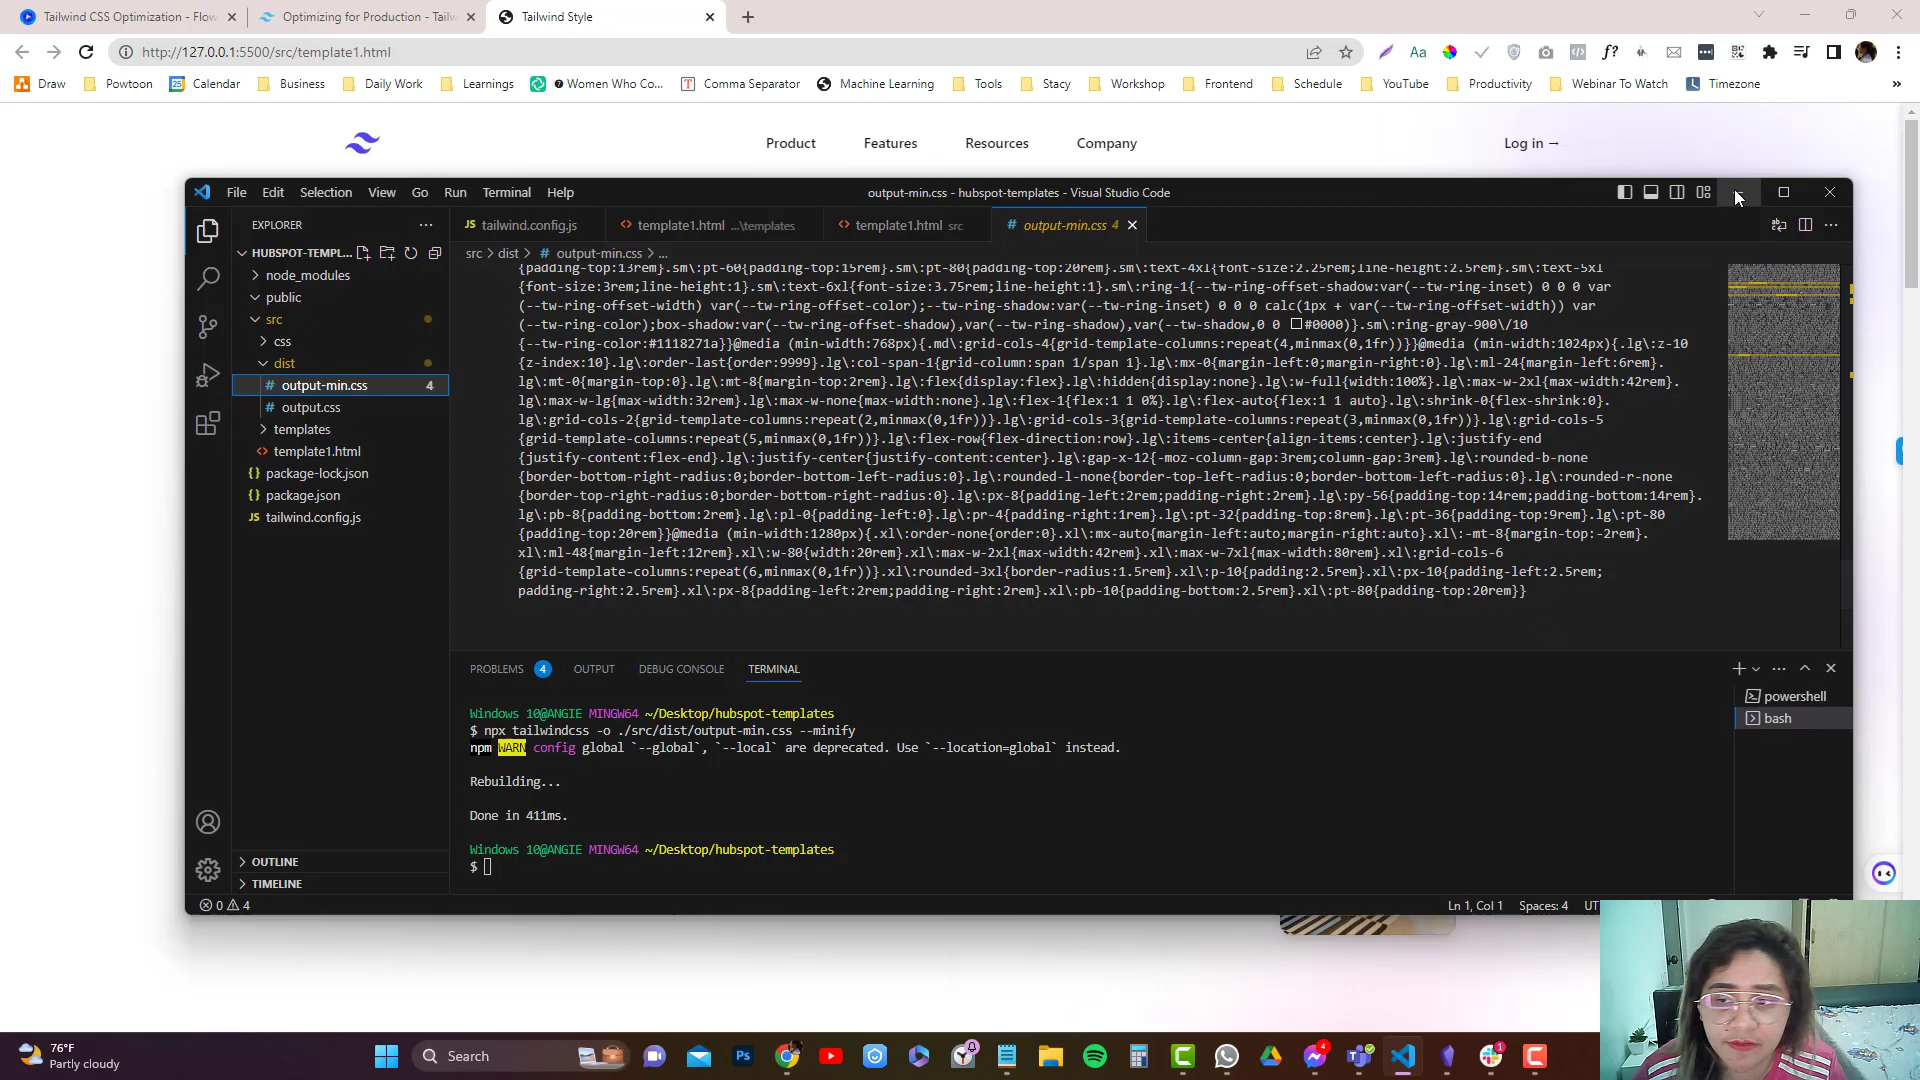 Tailwind CSS Optimization - Flow
Optimizing for Production - Tailw
Tailwind Style
http://127.0.0.1:5500/src/template1.html
Draw
Powtoon
Calendar
Business
Daily Work
Learnings
Women Who Co...
Comma Separator
Machine Learning
Tools
Stacy
Workshop
Frontend
Schedule
YouTube
Productivity
Webinar To Watch
Timezone
»
Product
Features
Resources
Company
Log in →
File
Edit
Selection
View
Go
Run
Terminal
Help
output-min.css - hubspot-templates - Visual Studio Code
EXPLORER
tailwind.config.js
template1.html ...\templates
template1.html src
output-min.css 4
HUBSPOT-TEMPL...
src > dist > # output-min.css > ...
node_modules
public
src
css
dist
output-min.css 4
output.css
templates
template1.html
package-lock.json
package.json
tailwind.config.js
{padding-top:13rem}.sm\:pt-60{padding-top:15rem}.sm\:pt-80{padding-top:20rem}.sm\:text-4xl{font-size:2.25rem;line-height:2.5rem}.sm\:text-5xl
{font-size:3rem;line-height:1}.sm\:text-6xl{font-size:3.75rem;line-height:1}.sm\:ring-1{--tw-ring-offset-shadow:var(--tw-ring-inset) 0 0 0 var
(--tw-ring-offset-width) var(--tw-ring-offset-color);--tw-ring-shadow:var(--tw-ring-inset) 0 0 0 calc(1px + var(--tw-ring-offset-width)) var
(--tw-ring-color);box-shadow:var(--tw-ring-offset-shadow),var(--tw-ring-shadow),var(--tw-shadow,0 0 #0000)}.sm\:ring-gray-900\/10
{--tw-ring-color:#1118271a}}@media (min-width:768px){.md\:grid-cols-4{grid-template-columns:repeat(4,minmax(0,1fr))}}@media (min-width:1024px){.lg\:z-10
{z-index:10}.lg\:order-last{order:9999}.lg\:col-span-1{grid-column:span 1/span 1}.lg\:mx-0{margin-left:0;margin-right:0}.lg\:ml-24{margin-left:6rem}.
lg\:mt-0{margin-top:0}.lg\:mt-8{margin-top:2rem}.lg\:flex{display:flex}.lg\:hidden{display:none}.lg\:w-full{width:100%}.lg\:max-w-2xl{max-width:42rem}.
lg\:max-w-lg{max-width:32rem}.lg\:max-w-none{max-width:none}.lg\:flex-1{flex:1 1 0%}.lg\:flex-auto{flex:1 1 auto}.lg\:shrink-0{flex-shrink:0}.
lg\:grid-cols-2{grid-template-columns:repeat(2,minmax(0,1fr))}.lg\:grid-cols-3{grid-template-columns:repeat(3,minmax(0,1fr))}.lg\:grid-cols-5
{grid-template-columns:repeat(5,minmax(0,1fr))}.lg\:flex-row{flex-direction:row}.lg\:items-center{align-items:center}.lg\:justify-end
{justify-content:flex-end}.lg\:justify-center{justify-content:center}.lg\:gap-x-12{-moz-column-gap:3rem;column-gap:3rem}.lg\:rounded-b-none
{border-bottom-right-radius:0;border-bottom-left-radius:0}.lg\:rounded-l-none{border-top-left-radius:0;border-bottom-left-radius:0}.lg\:rounded-r-none
{border-top-right-radius:0;border-bottom-right-radius:0}.lg\:px-8{padding-left:2rem;padding-right:2rem}.lg\:py-56{padding-top:14rem;padding-bottom:14rem}.
lg\:pb-8{padding-bottom:2rem}.lg\:pl-0{padding-left:0}.lg\:pr-4{padding-right:1rem}.lg\:pt-32{padding-top:8rem}.lg\:pt-36{padding-top:9rem}.lg\:pt-80
{padding-top:20rem}}@media (min-width:1280px){.xl\:order-none{order:0}.xl\:mx-auto{margin-left:auto;margin-right:auto}.xl\:-mt-8{margin-top:-2rem}.
xl\:ml-48{margin-left:12rem}.xl\:w-80{width:20rem}.xl\:max-w-2xl{max-width:42rem}.xl\:max-w-7xl{max-width:80rem}.xl\:grid-cols-6
{grid-template-columns:repeat(6,minmax(0,1fr))}.xl\:rounded-3xl{border-radius:1.5rem}.xl\:p-10{padding:2.5rem}.xl\:px-10{padding-left:2.5rem;
padding-right:2.5rem}.xl\:px-8{padding-left:2rem;padding-right:2rem}.xl\:pb-10{padding-bottom:2.5rem}.xl\:pt-80{padding-top:20rem}}
PROBLEMS 4
OUTPUT
DEBUG CONSOLE
TERMINAL
powershell
bash
Windows 10@ANGIE MINGW64 ~/Desktop/hubspot-templates
$ npx tailwindcss -o ./src/dist/output-min.css --minify
npm WARN config global `--global`, `--local` are deprecated. Use `--location=global` instead.
Rebuilding...
Done in 411ms.
Windows 10@ANGIE MINGW64 ~/Desktop/hubspot-templates
$
OUTLINE
TIMELINE
0 4
Ln 1, Col 1
Spaces: 4
UT
76°F
Partly cloudy
Search